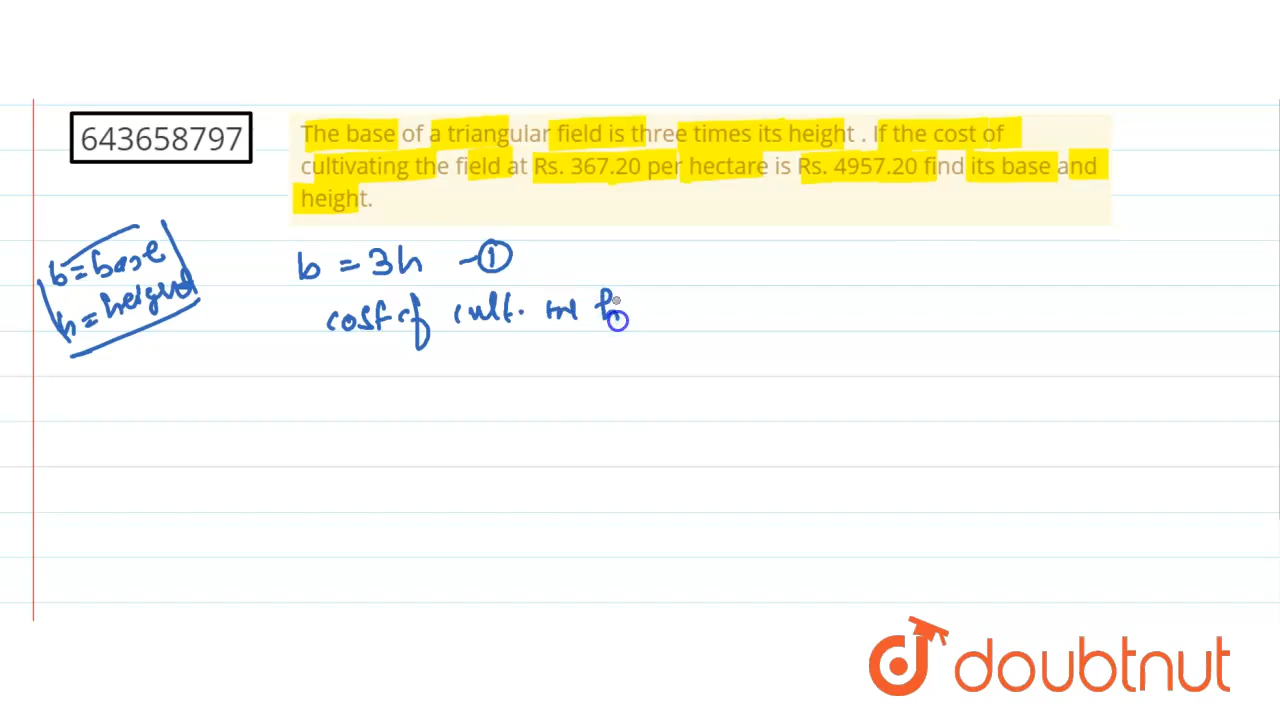 643658797
The base of a triangular field is three times its height . If the cost of
cultivating the field at Rs. 367.20 per hectare is Rs. 4957.20 find its base and
height.
b = base
h = height
b = 3h - ①
cost of cult. the
doubtnut